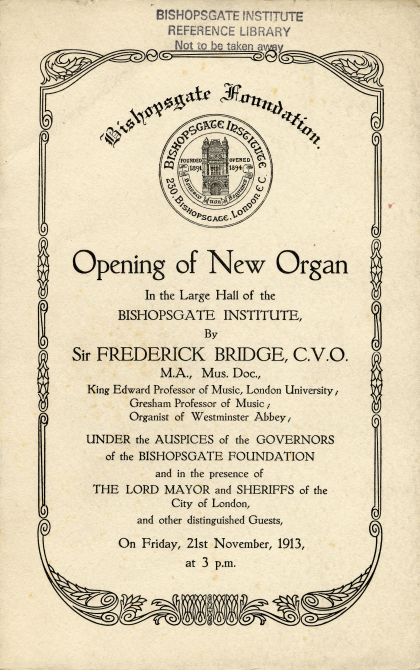 BISHOPSGATE INSTITUTE
REFERENCE LIBRARY
Not to be taken away
Bishopsgate Foundation.
BISHOPSGATE INSTITUTE
FOUNDED OPENED
1891 1894
230, BISHOPSGATE, LONDON E.C.
Opening of New Organ
In the Large Hall of the
BISHOPSGATE INSTITUTE,
By
Sir FREDERICK BRIDGE, C.V.O.
M.A., Mus. Doc.,
King Edward Professor of Music, London University;
Gresham Professor of Music;
Organist of Westminster Abbey;
UNDER the AUSPICES of the GOVERNORS
of the BISHOPSGATE FOUNDATION
and in the presence of
THE LORD MAYOR and SHERIFFS of the
City of London,
and other distinguished Guests,
On Friday, 21st November, 1913,
at 3 p.m.